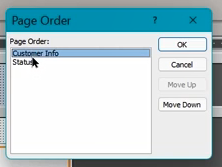 Page Order
? ×
Page Order:
Customer Info
Status
OK
Cancel
Move Up
Move Down